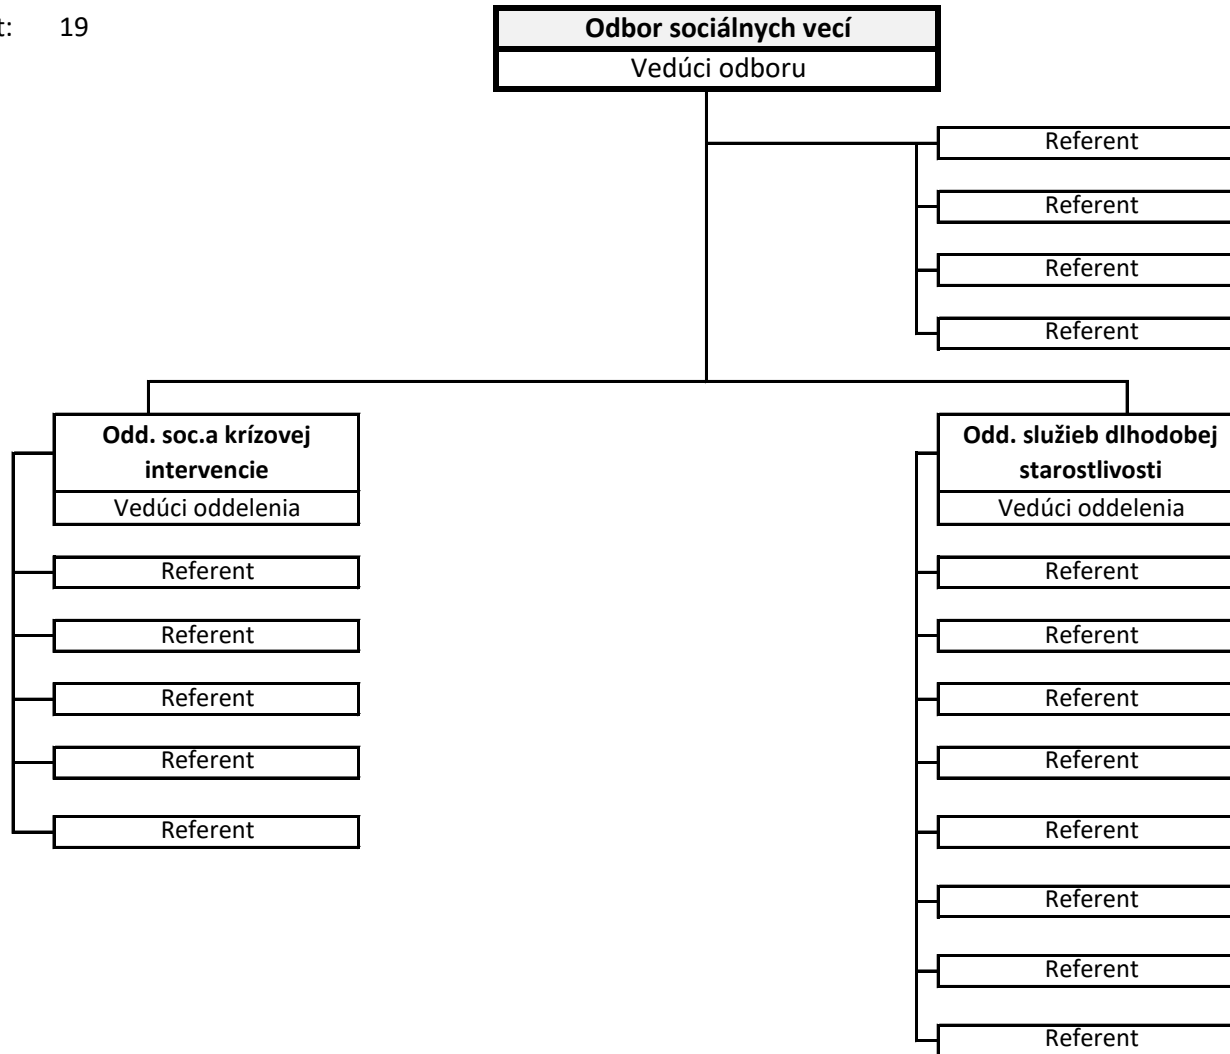 t: 19
Odbor sociálnych vecí
Vedúci odboru
Referent
Referent
Referent
Referent
Odd. soc.a krízovej
intervencie
Vedúci oddelenia
Referent
Referent
Referent
Referent
Referent
Odd. služieb dlhodobej
starostlivosti
Vedúci oddelenia
Referent
Referent
Referent
Referent
Referent
Referent
Referent
Referent